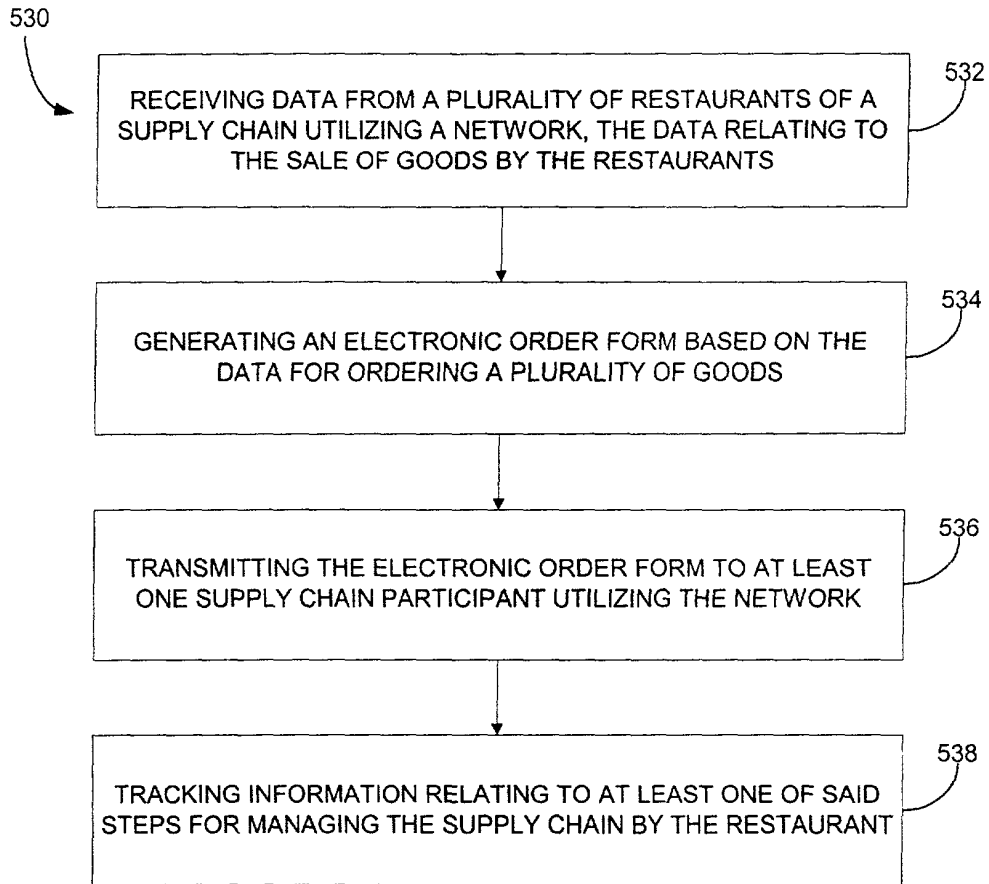 530
532
RECEIVING DATA FROM A PLURALITY OF RESTAURANTS OF A
SUPPLY CHAIN UTILIZING A NETWORK, THE DATA RELATING TO
THE SALE OF GOODS BY THE RESTAURANTS
534
GENERATING AN ELECTRONIC ORDER FORM BASED ON THE
DATA FOR ORDERING A PLURALITY OF GOODS
536
TRANSMITTING THE ELECTRONIC ORDER FORM TO AT LEAST
ONE SUPPLY CHAIN PARTICIPANT UTILIZING THE NETWORK
538
TRACKING INFORMATION RELATING TO AT LEAST ONE OF SAID
STEPS FOR MANAGING THE SUPPLY CHAIN BY THE RESTAURANT